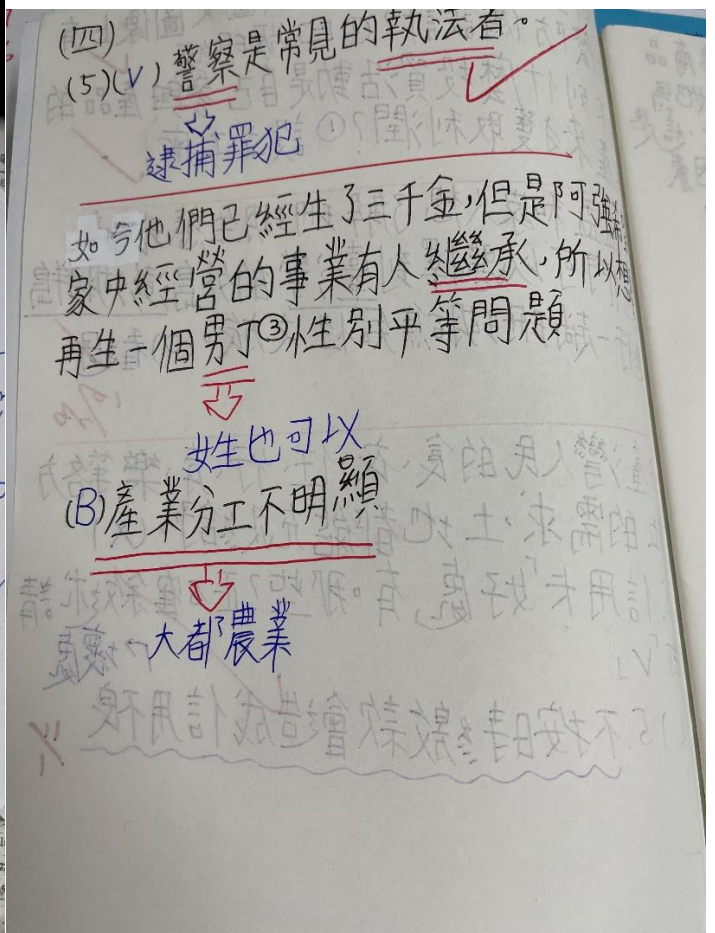 (四)
(5)(V)警察是常見的執法者。
逮捕罪犯
如今他們已經生了三千金,但是阿強
家中經營的事業有人繼承,所以想
再生一個男丁③性別平等問題
女生也可以
(B)產業分工不明顯
大都農業